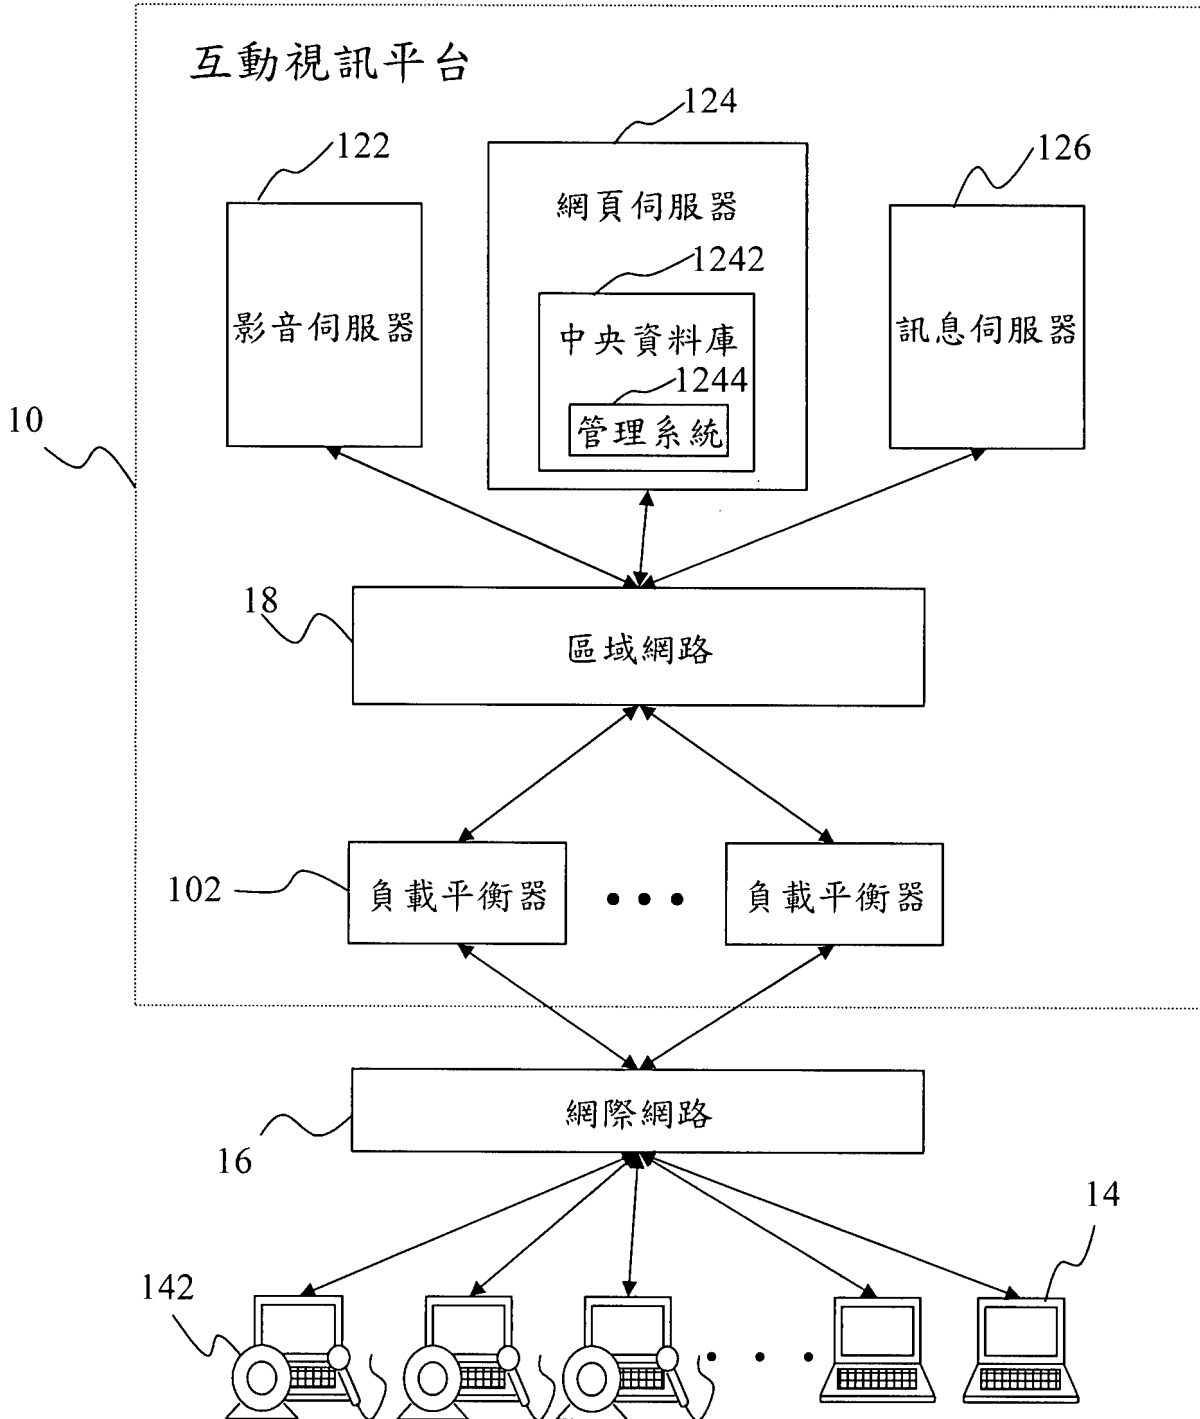 互動視訊平台
124
122
126
網頁伺服器
1242
影音伺服器
中央資料庫
訊息伺服器
1244
管理系統
10
18
區域網路
102
負載平衡器
負載平衡器
網際網路
16
14
142